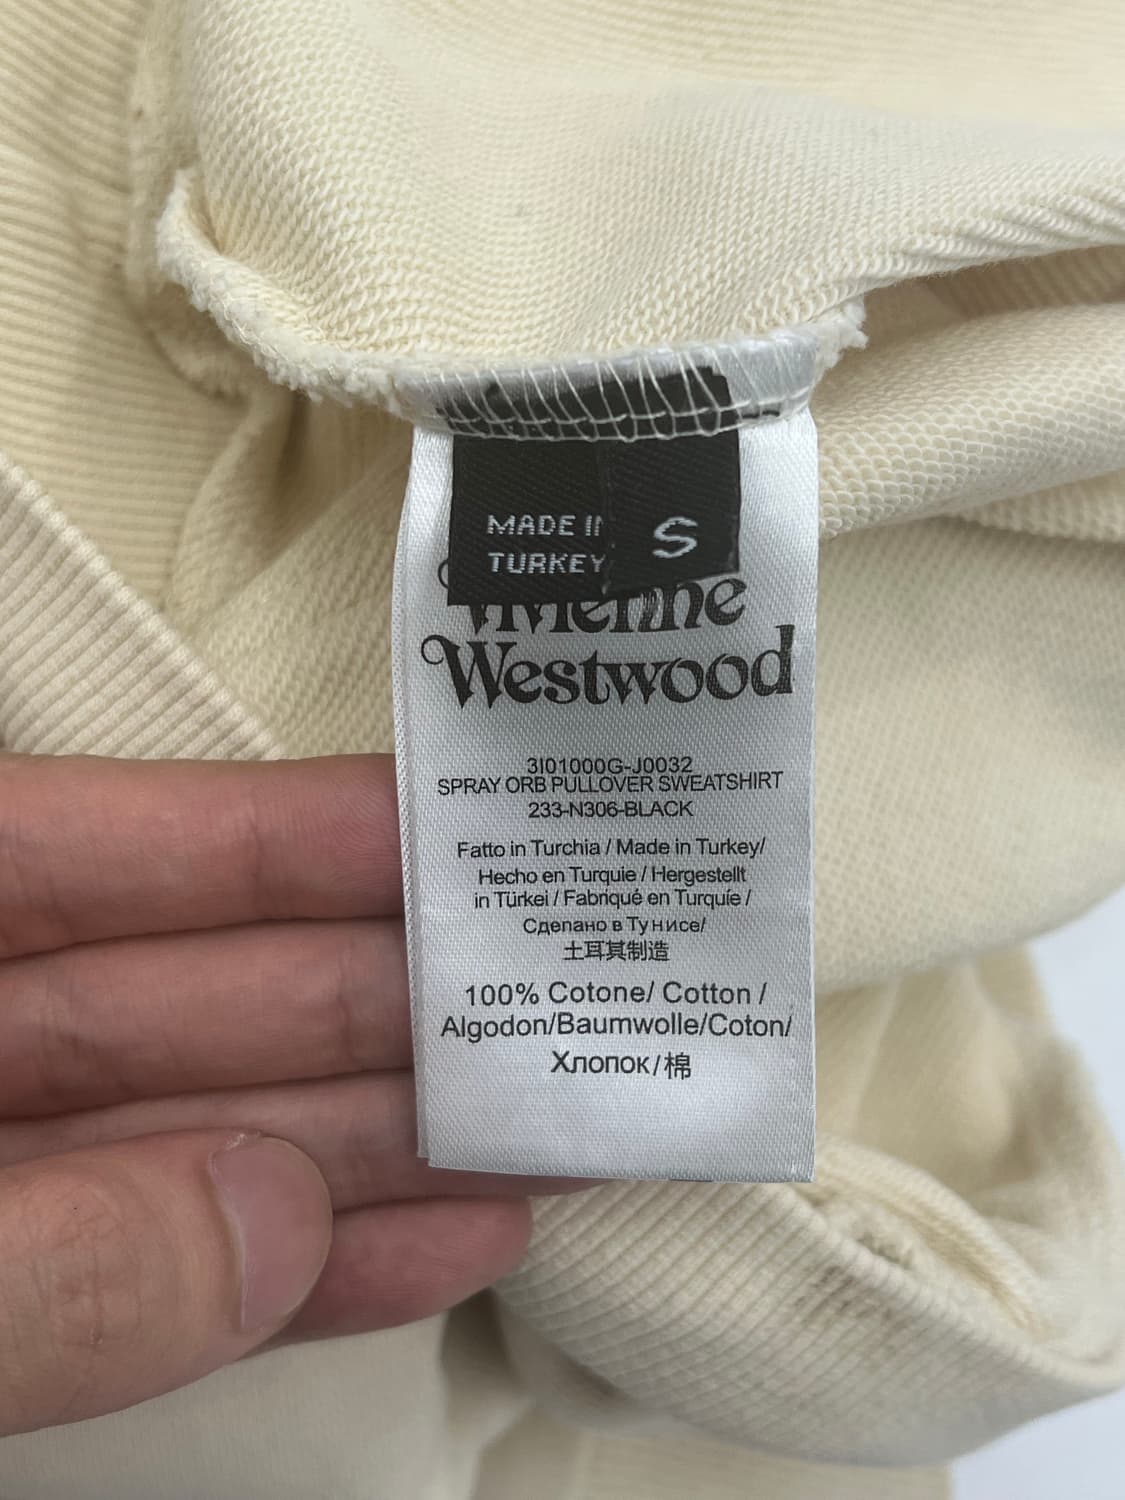 MADE IN
TURKEY
S
Vivienne
Westwood
3I01000G-J0032
SPRAY ORB PULLOVER SWEATSHIRT
233-N306-BLACK
Fatto in Turchia / Made in Turkey/
Hecho en Turquie / Hergestellt
in Türkei / Fabriqué en Turquíe /
Сделано в Тунисе/
土耳其制造
100% Cotone/ Cotton /
Algodon/Baumwolle/Coton/
Хлопок/棉